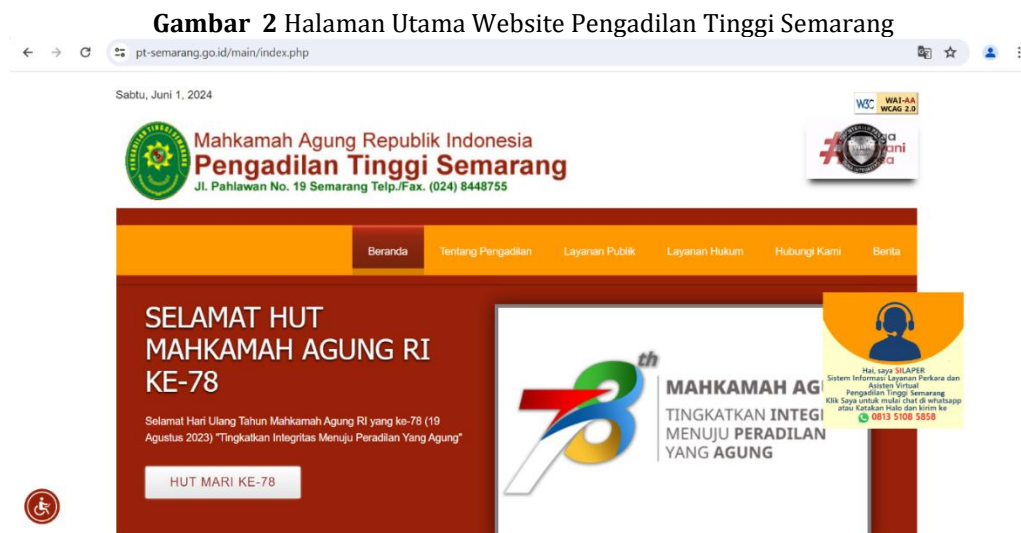 Gambar 2 Halaman Utama Website Pengadilan Tinggi Semarang
pt-semarang.go.id/main/index.php
Sabtu, Juni 1, 2024
W3C WAI-AA
WCAG 2.0
Mahkamah Agung Republik Indonesia
Pengadilan Tinggi Semarang
Jl. Pahlawan No. 19 Semarang Telp./Fax. (024) 8448755
Beranda Tentang Pengadilan Layanan Publik Layanan Hukum Hubungi Kami Berita
SELAMAT HUT
MAHKAMAH AGUNG RI
KE-78
Selamat Hari Ulang Tahun Mahkamah Agung RI yang ke-78 (19
Agustus 2023) "Tingkatkan Integritas Menuju Peradilan Yang Agung"
HUT MARI KE-78
78th
MAHKAMAH AG
TINGKATKAN INTEGI
MENUJU PERADILAN
YANG AGUNG
Hai, saya SILAPER
Sistem Informasi Layanan Perkara dan
Asisten Virtual
Pengadilan Tinggi Semarang
Klik Saya untuk mulai chat di whatsapp
atau Katakan Halo dan kirim ke
0813 5108 5858